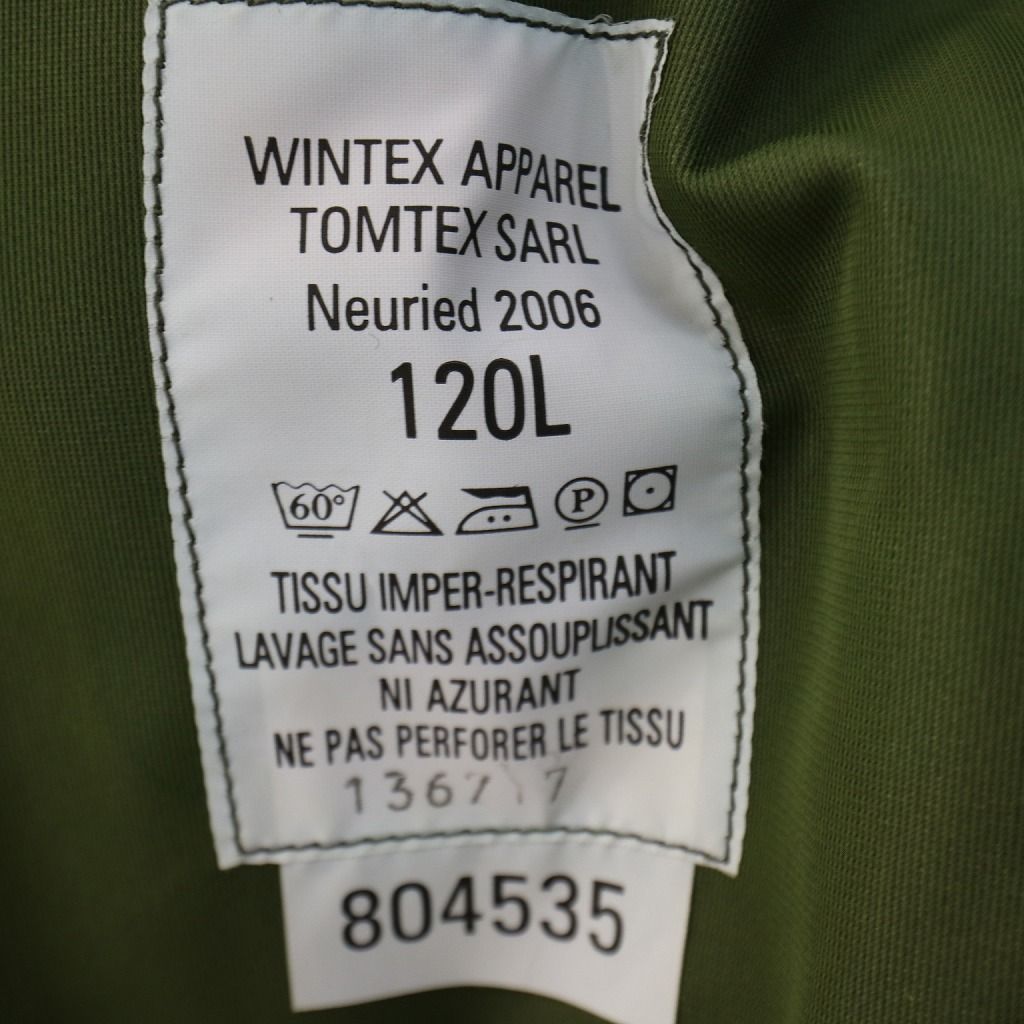 WINTEX APPAREL
TOMTEX SARL
Neuried 2006
120L
60°
P
TISSU IMPER-RESPIRANT
LAVAGE SANS ASSOUPLISSANT
NI AZURANT
NE PAS PERFORER LE TISSU
804535